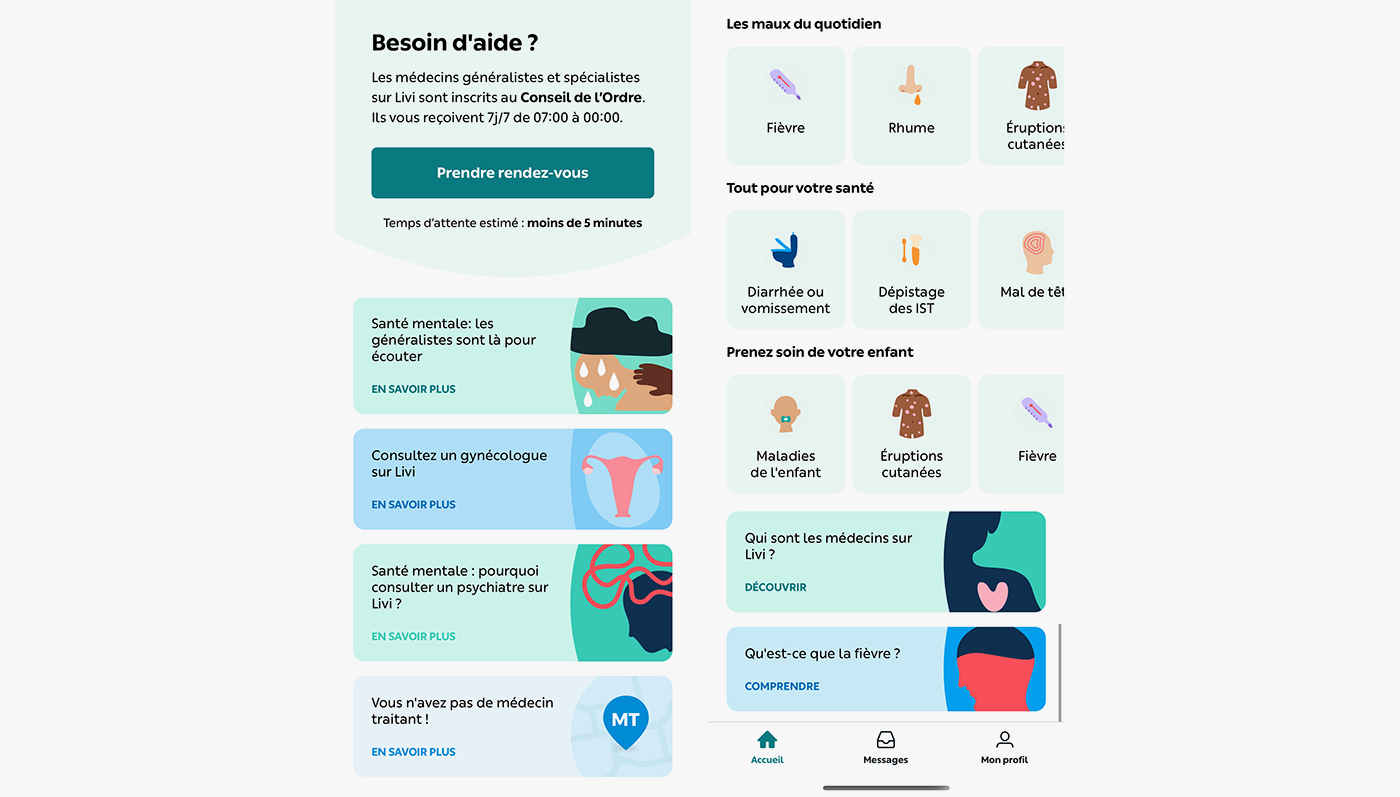 Besoin d'aide ?
Les médecins généralistes et spécialistes
sur Livi sont inscrits au Conseil de l'Ordre.
Ils vous reçoivent 7j/7 de 07:00 à 00:00.
Prendre rendez-vous
Temps d'attente estimé : moins de 5 minutes
Santé mentale: les
généralistes sont là pour
écouter
EN SAVOIR PLUS
Consultez un gynécologue
sur Livi
EN SAVOIR PLUS
Santé mentale : pourquoi
consulter un psychiatre sur
Livi ?
EN SAVOIR PLUS
Vous n'avez pas de médecin
traitant !
EN SAVOIR PLUS
MT
Les maux du quotidien
Fièvre
Rhume
Éruptions
cutanées
Tout pour votre santé
Diarrhée ou
vomissement
Dépistage
des IST
Mal de têt
Prenez soin de votre enfant
Maladies
de l'enfant
Éruptions
cutanées
Fièvre
Qui sont les médecins sur
Livi ?
DÉCOUVRIR
Qu'est-ce que la fièvre ?
COMPRENDRE
Accueil
Messages
Mon profil